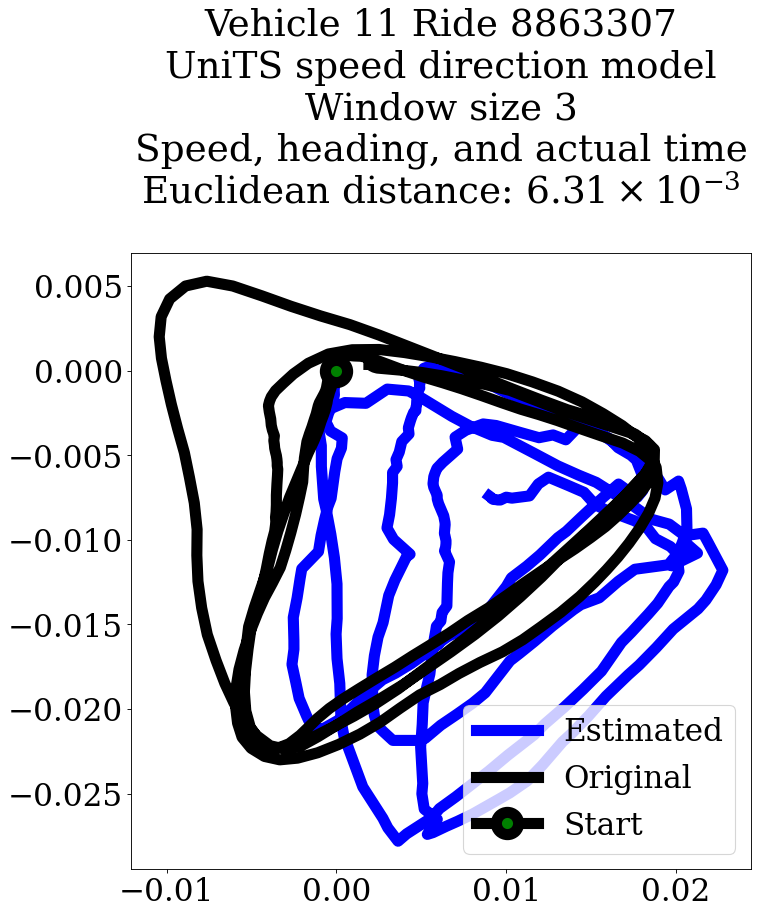 Vehicle 11 Ride 8863307
UniTS speed direction model
Window size 3
Speed, heading, and actual time
Euclidean distance: 6.31 × 10⁻³
0.005
0.000
−0.005
−0.010
−0.015
−0.020
−0.025
Estimated
Original
Start
−0.01 0.00 0.01 0.02